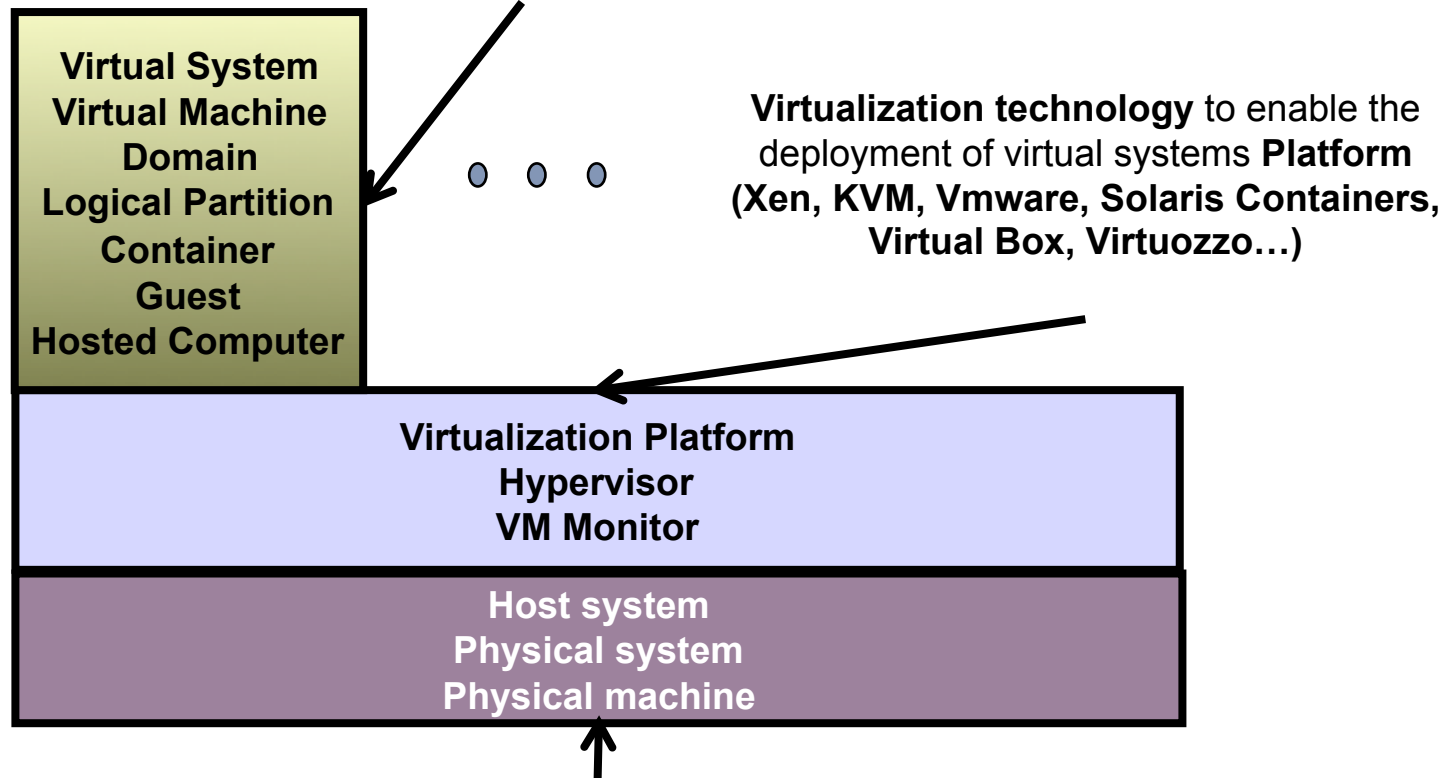 Virtual System
Virtual Machine
Domain
Logical Partition
Container
Guest
Hosted Computer
Virtualization technology to enable the
deployment of virtual systems Platform
(Xen, KVM, Vmware, Solaris Containers,
Virtual Box, Virtuozzo…)
Virtualization Platform
Hypervisor
VM Monitor
Host system
Physical system
Physical machine